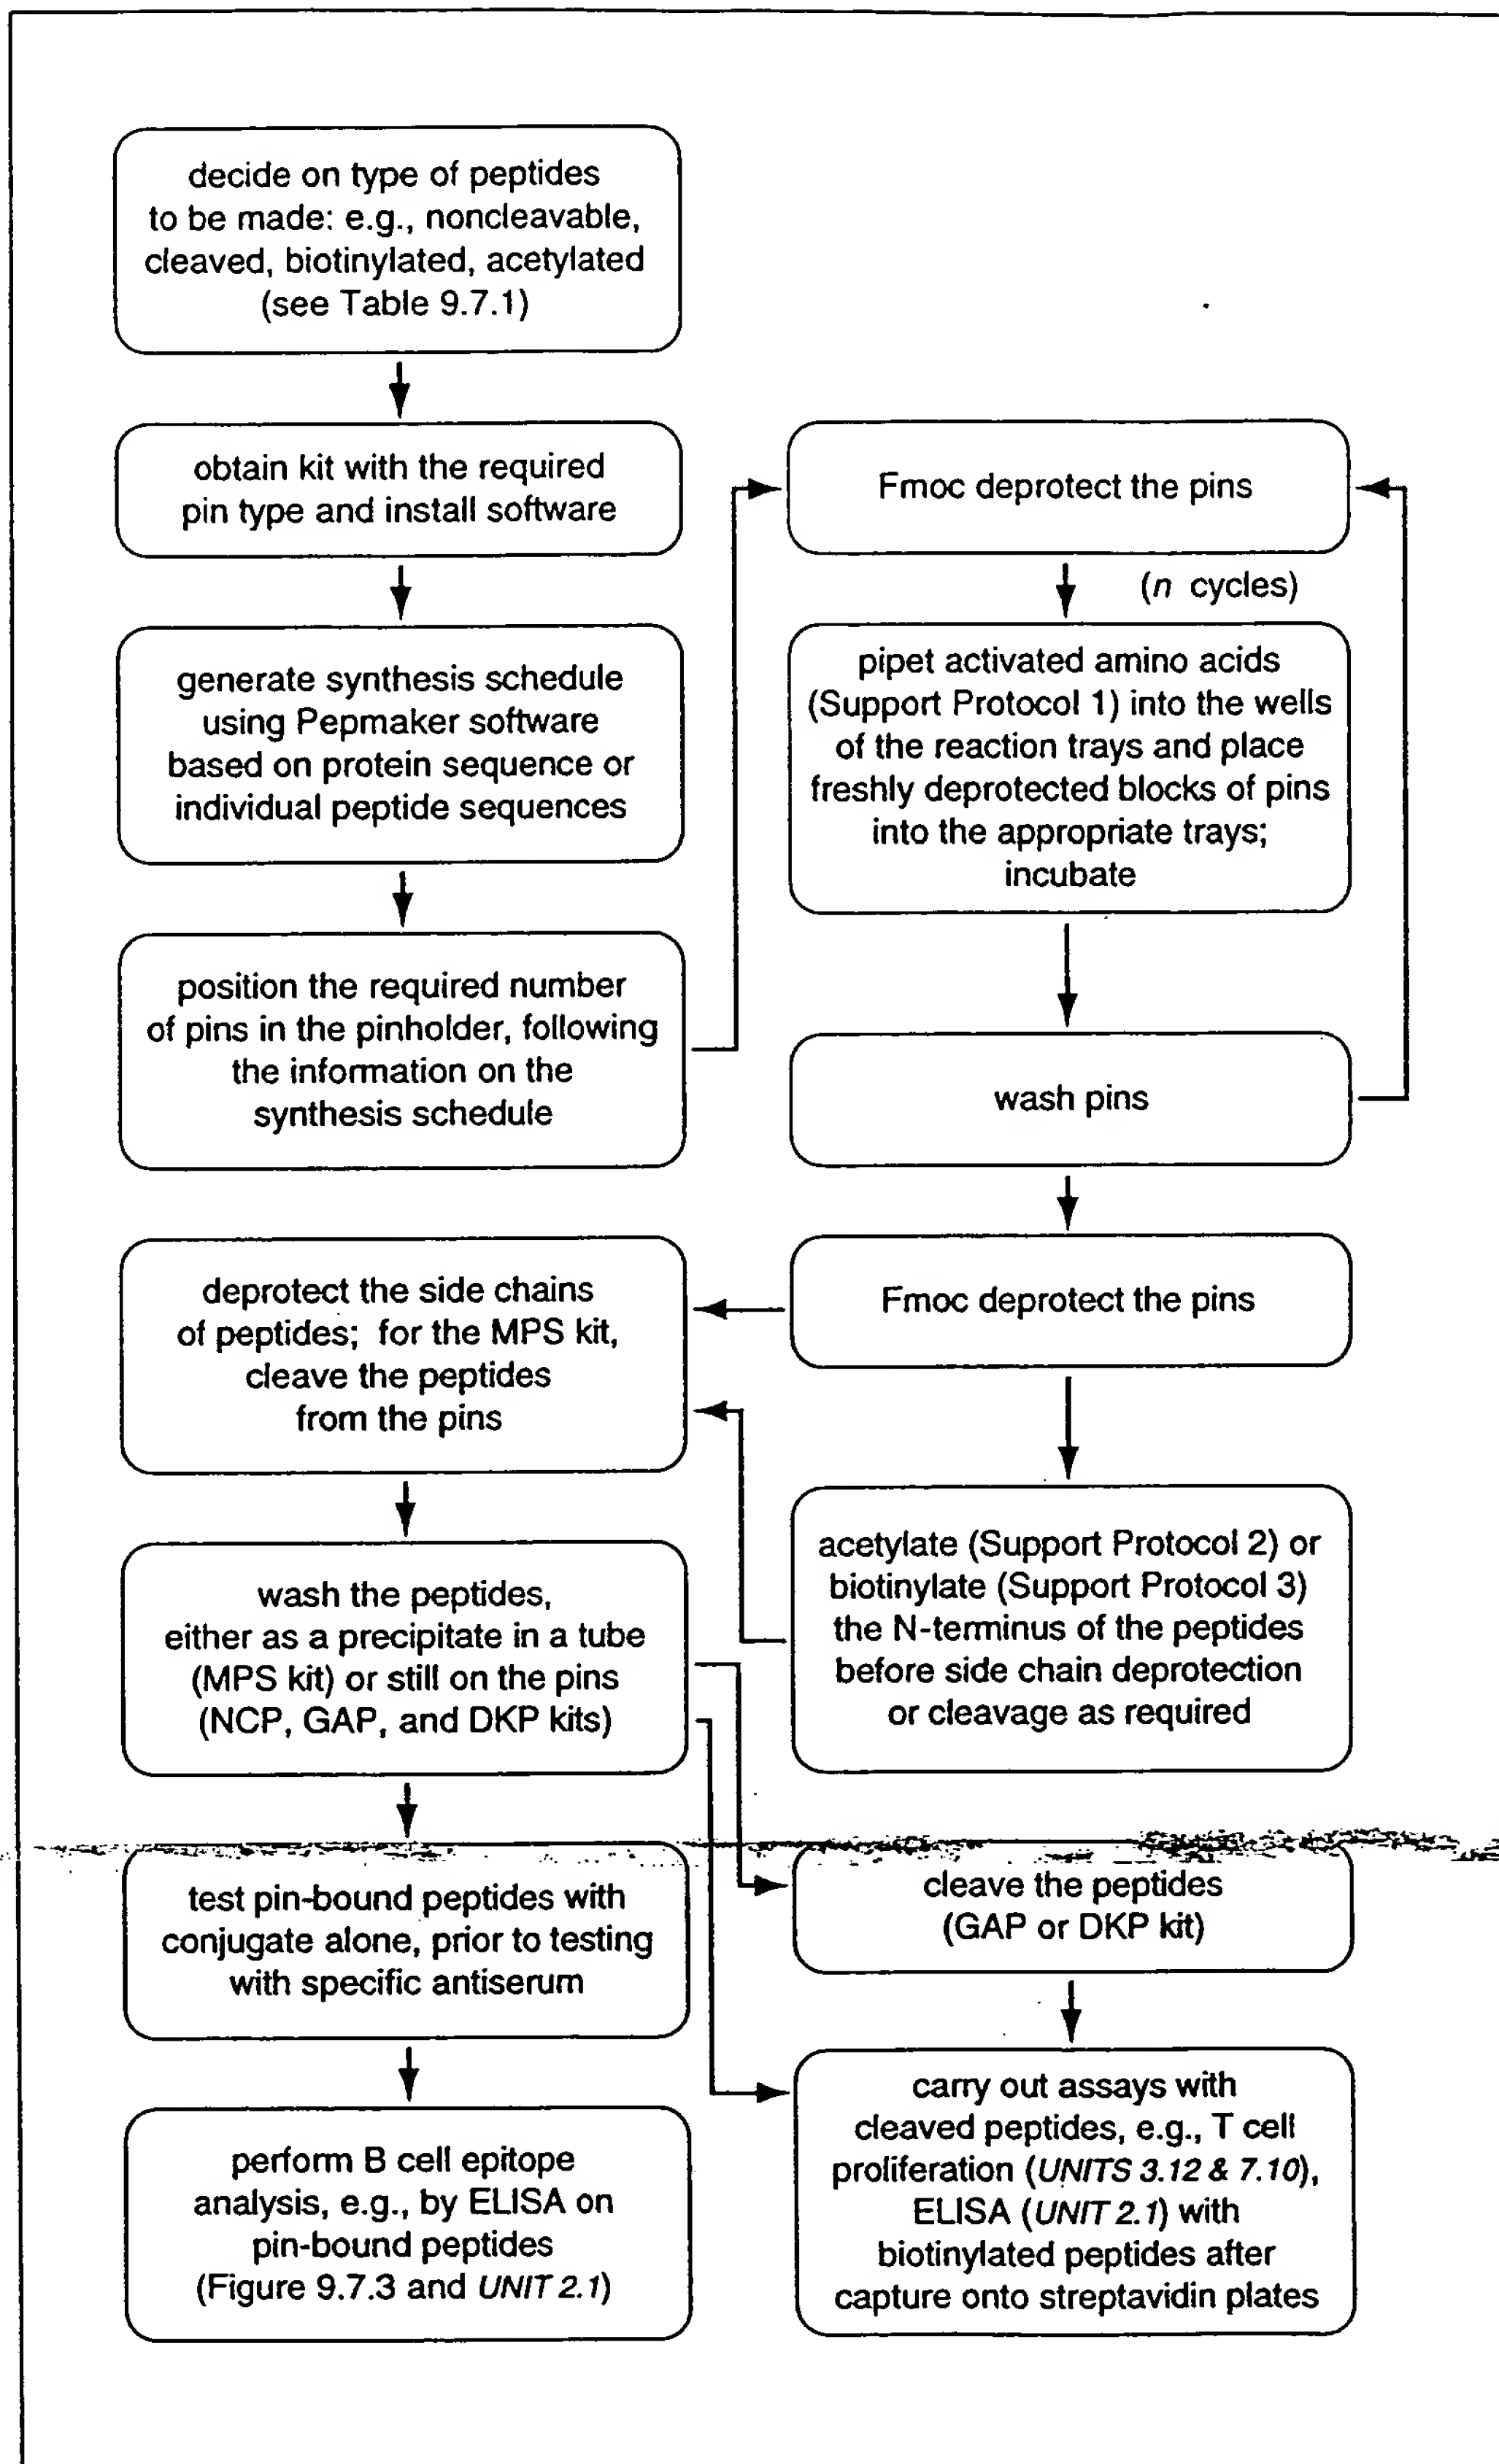 decide on type of peptides
to be made: e.g., noncleavable,
cleaved, biotinylated, acetylated
(see Table 9.7.1)
obtain kit with the required
pin type and install software
generate synthesis schedule
using Pepmaker software
based on protein sequence or
individual peptide sequences
position the required number
of pins in the pinholder, following
the information on the
synthesis schedule
Fmoc deprotect the pins
(n cycles)
pipet activated amino acids
(Support Protocol 1) into the wells
of the reaction trays and place
freshly deprotected blocks of pins
into the appropriate trays;
incubate
wash pins
Fmoc deprotect the pins
acetylate (Support Protocol 2) or
biotinylate (Support Protocol 3)
the N-terminus of the peptides
before side chain deprotection
or cleavage as required
deprotect the side chains
of peptides; for the MPS kit,
cleave the peptides
from the pins
wash the peptides,
either as a precipitate in a tube
(MPS kit) or still on the pins
(NCP, GAP, and DKP kits)
test pin-bound peptides with
conjugate alone, prior to testing
with specific antiserum
perform B cell epitope
analysis, e.g., by ELISA on
pin-bound peptides
(Figure 9.7.3 and UNIT 2.1)
cleave the peptides
(GAP or DKP kit)
carry out assays with
cleaved peptides, e.g., T cell
proliferation (UNITS 3.12 & 7.10),
ELISA (UNIT 2.1) with
biotinylated peptides after
capture onto streptavidin plates